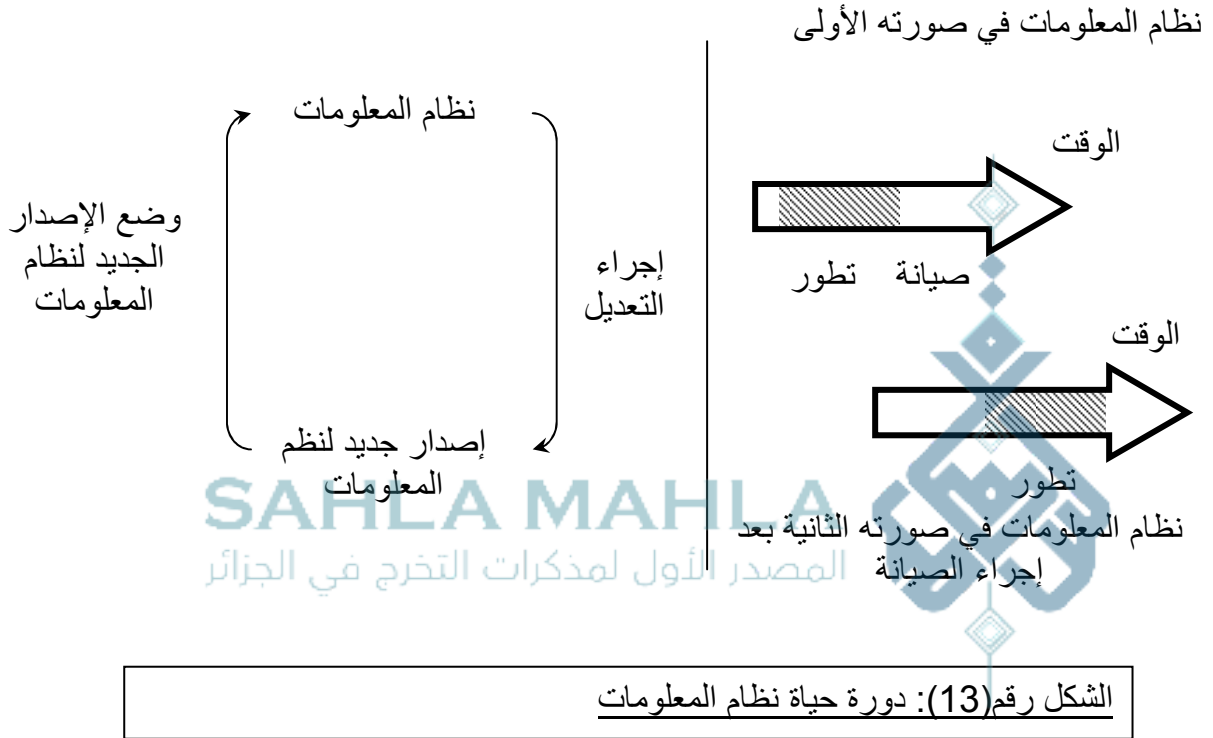 نظام المعلومات في صورته الأولى
الوقت
صيانة
تطور
الوقت
تطور
نظام المعلومات في صورته الثانية بعد
إجراء الصيانة
نظام المعلومات
إجراء
التعديل
إصدار جديد لنظم
المعلومات
وضع الإصدار
الجديد لنظام
المعلومات
SAHLA MAHLA
المصدر الأول لمذكرات التخرج في الجزائر
الشكل رقم(13): دورة حياة نظام المعلومات